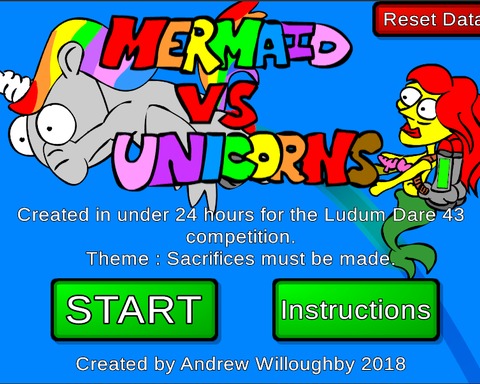 Reset Data
MERMAID
VS
UNICORNS
Created in under 24 hours for the Ludum Dare 43
competition.
Theme : Sacrifices must be made.
START
Instructions
Created by Andrew Willoughby 2018